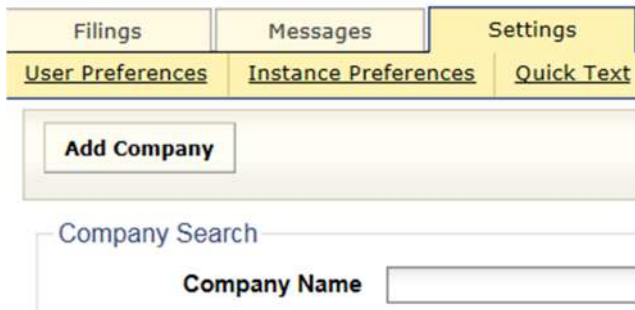 Filings Messages Settings
User Preferences Instance Preferences Quick Text
Add Company
Company Search
Company Name